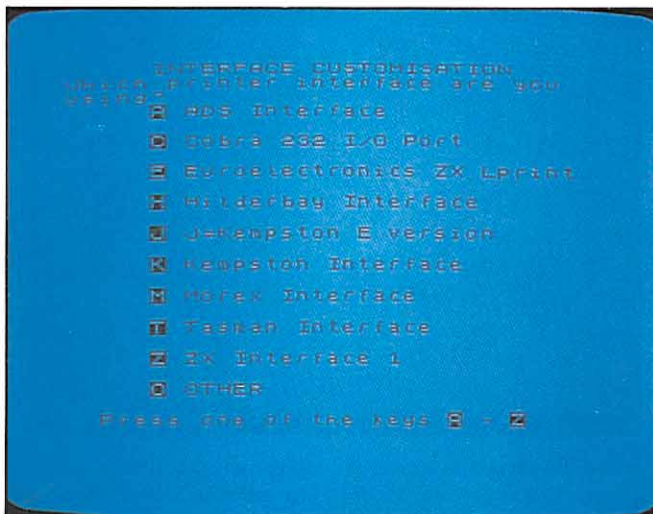 INTERFACE CUSTOMISATION
Which printer interface are you
using-
A ADS Interface
C Cobra 232 I/O Port
E Euroelectronics ZX Lprint
H Hilderbay Interface
J J=Kempston E version
K Kempston Interface
M Morex Interface
T Tasman Interface
Z ZX Interface 1
O OTHER
Press one of the keys A - Z